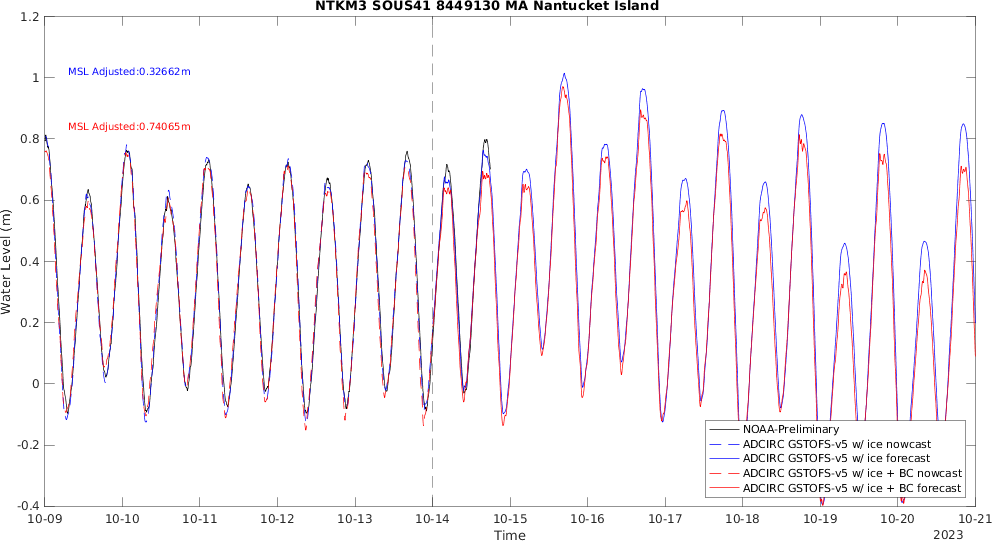 NTKM3 SOUS41 8449130 MA Nantucket Island
1.2
1
0.8
0.6
0.4
0.2
0
-0.2
-0.4
Water Level (m)
MSL Adjusted:0.32662m
MSL Adjusted:0.74065m
NOAA-Preliminary
ADCIRC GSTOFS-v5 w/ ice nowcast
ADCIRC GSTOFS-v5 w/ ice forecast
ADCIRC GSTOFS-v5 w/ ice + BC nowcast
ADCIRC GSTOFS-v5 w/ ice + BC forecast
10-09 10-10 10-11 10-12 10-13 10-14 10-15 10-16 10-17 10-18 10-19 10-20 10-21
Time
2023